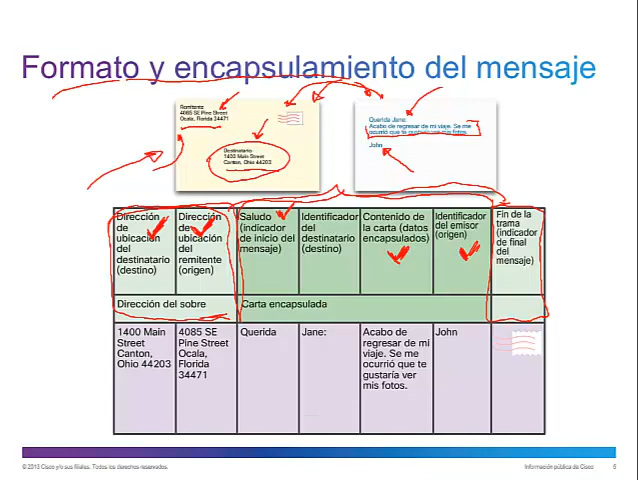 Formato y encapsulamiento del mensaje
Remitente
4085 SE Pine Street
Ocala, Florida 34471
Destinatario
1400 Main Street
Canton, Ohio 44203
Querida Jane:
Acabo de regresar de mi viaje. Se me
ocurrió que te gustaría ver mis fotos.
John
Dirección
de
ubicación
del
destinatario
(destino)
Dirección
de
ubicación
del
remitente
(origen)
Saludo
(indicador
de inicio del
mensaje)
Identificador
del
destinatario
(destino)
Contenido de
la carta (datos
encapsulados)
Identificador
del emisor
(origen)
Fin de la
trama
(indicador
de final
del
mensaje)
Dirección del sobre
Carta encapsulada
1400 Main
Street
Canton,
Ohio 44203
4085 SE
Pine Street
Ocala,
Florida
34471
Querida
Jane:
Acabo de
regresar de mi
viaje. Se me
ocurrió que te
gustaría ver
mis fotos.
John
© 2013 Cisco y/o sus filiales. Todos los derechos reservados.
Información pública de Cisco
6